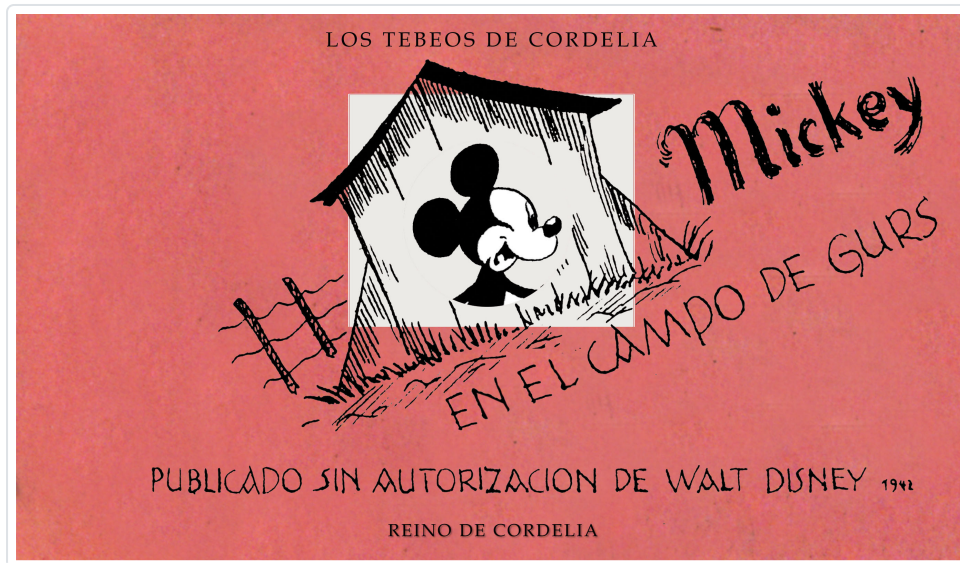 LOS TEBEOS DE CORDELIA
Mickey
EN EL CAMPO DE GURS
PUBLICADO SIN AUTORIZACION DE WALT DISNEY 1942
REINO DE CORDELIA